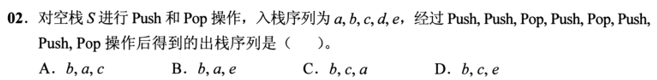 02. 对空栈 S 进行 Push 和 Pop 操作，入栈序列为 a, b, c, d, e，经过 Push, Push, Pop, Push, Pop, Push,
Push, Pop 操作后得到的出栈序列是（  ）。
A. b, a, c  B. b, a, e  C. b, c, a  D. b, c, e